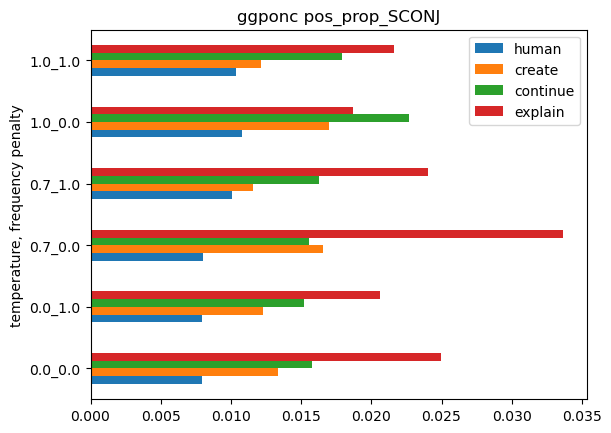 ggponc pos_prop_SCONJ
human
create
continue
explain
temperature, frequency penalty
1.0_1.0
1.0_0.0
0.7_1.0
0.7_0.0
0.0_1.0
0.0_0.0
0.000 0.005 0.010 0.015 0.020 0.025 0.030 0.035